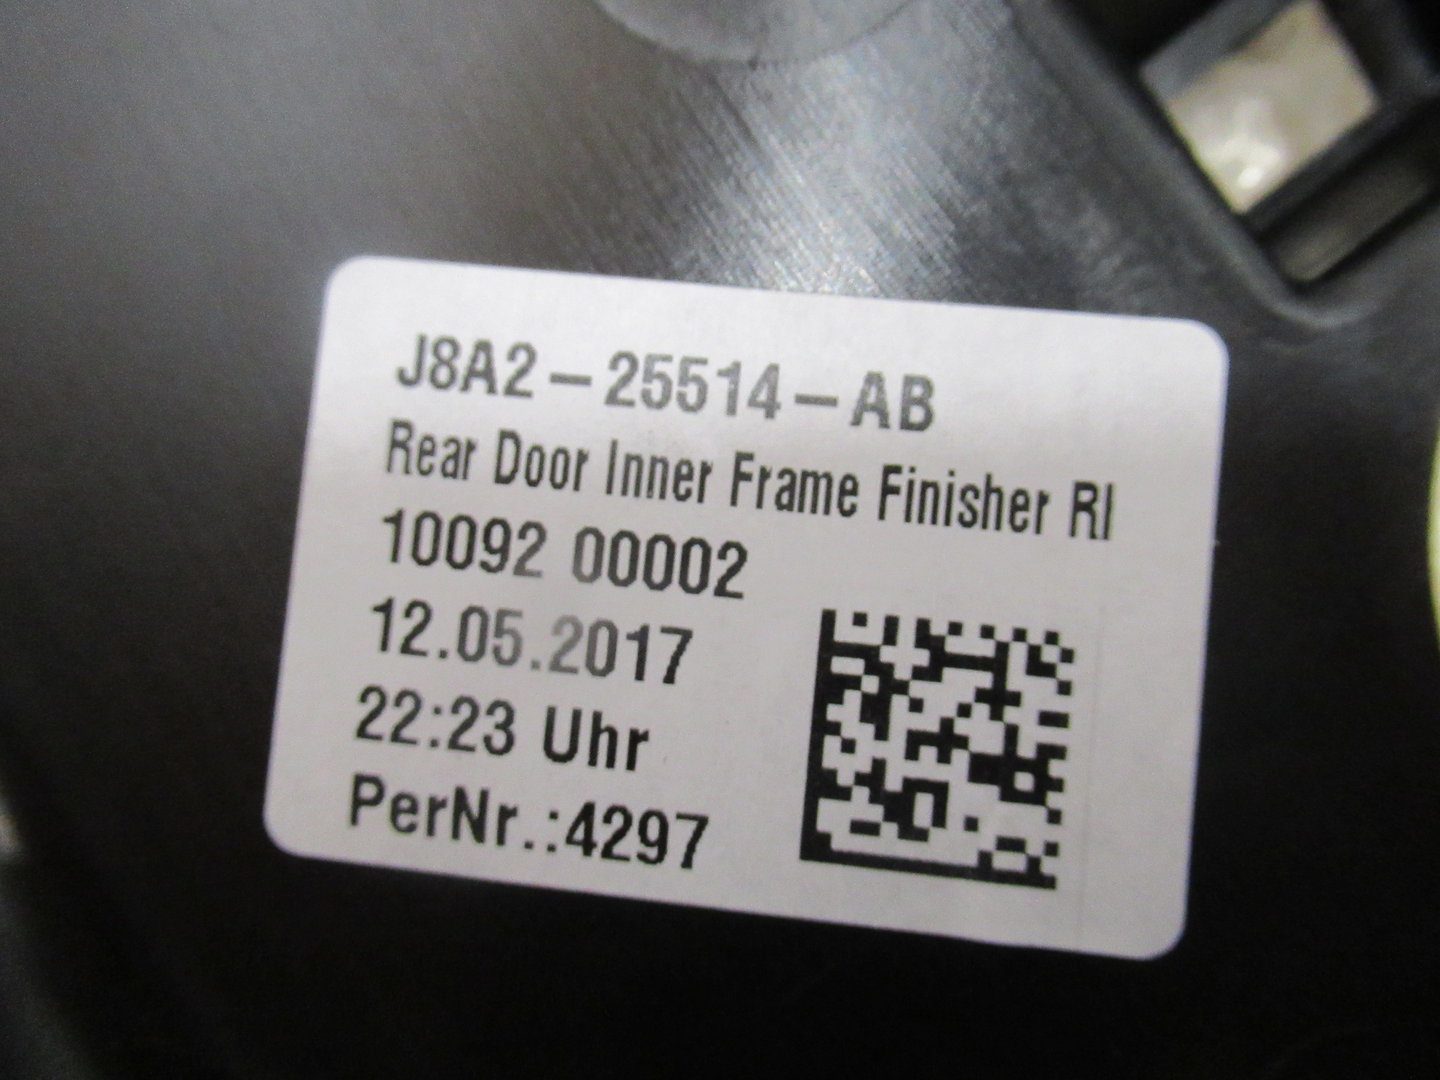 J8A2-25514-AB
Rear Door Inner Frame Finisher RI
10092 00002
12.05.2017
22:23 Uhr
PerNr.:4297